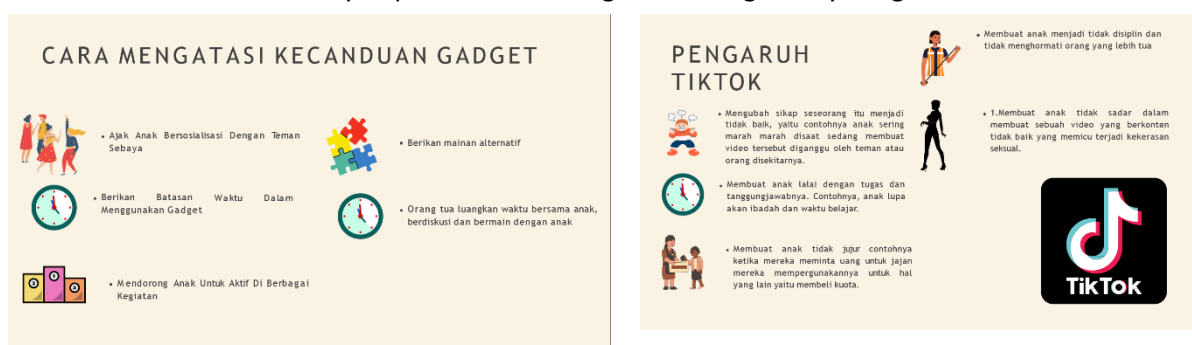 CARA MENGATASI KECANDUAN GADGET
• Ajak Anak Bersosialisasi Dengan Teman
Sebaya
• Berikan Batasan Waktu Dalam
Menggunakan Gadget
• Mendorong Anak Untuk Aktif Di Berbagai
Kegiatan
• Berikan mainan alternatif
• Orang tua luangkan waktu bersama anak,
berdiskusi dan bermain dengan anak
PENGARUH
TIKTOK
• Mengubah sikap seseorang itu menjadi
tidak baik, yaitu contohnya anak sering
marah marah disaat sedang membuat
video tersebut diganggu oleh teman atau
orang disekitarnya.
• Membuat anak lalai dengan tugas dan
tanggungjawabnya. Contohnya, anak lupa
akan ibadah dan waktu belajar.
• Membuat anak tidak jujur contohnya
ketika mereka meminta uang untuk jajan
mereka mempergunakannya untuk hal
yang lain yaitu membeli kuota.
• Membuat anak menjadi tidak disiplin dan
tidak menghormati orang yang lebih tua
• 1.Membuat anak tidak sadar dalam
membuat sebuah video yang berkonten
tidak baik yang memicu terjadi kekerasan
seksual.
TikTok